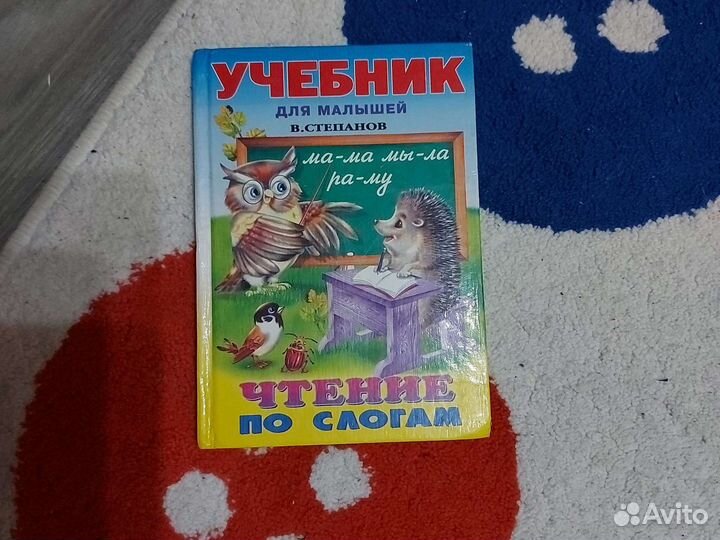 УЧЕБНИК
ДЛЯ МАЛЫШЕЙ
В.СТЕПАНОВ
ма-ма мы-ла
ра-му
ЧТЕНИЕ
ПО СЛОГАМ
Avito